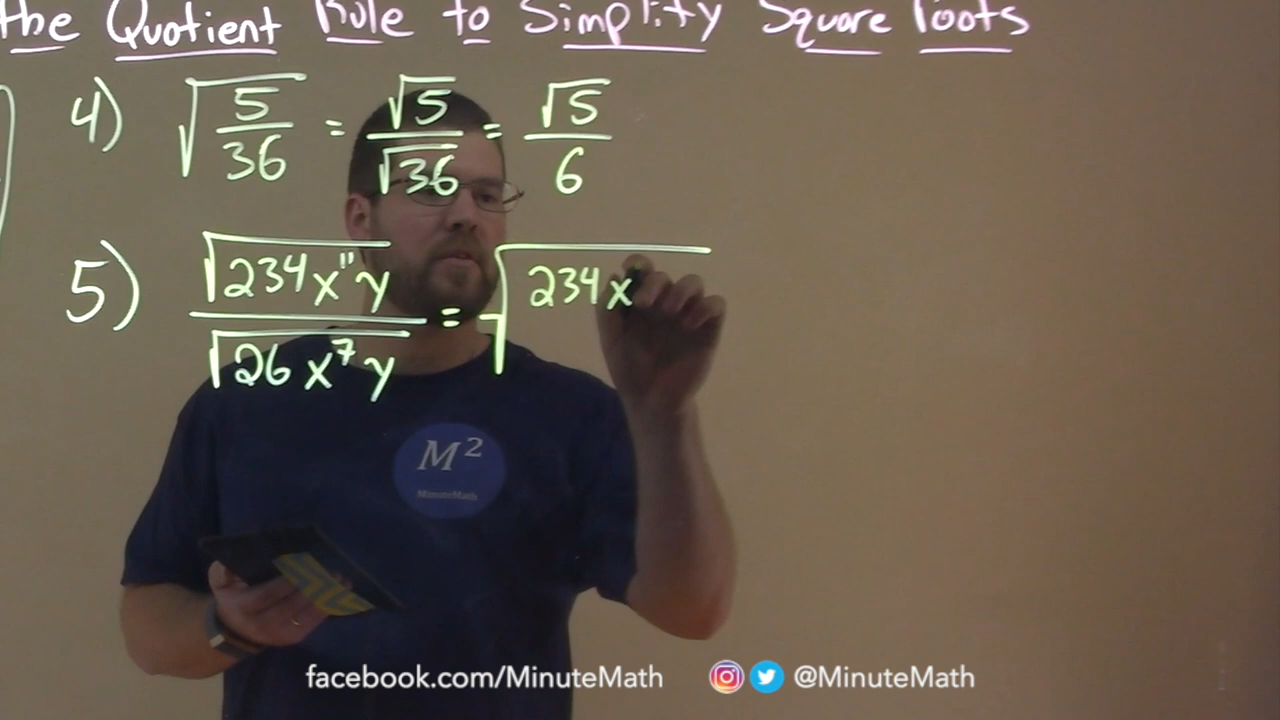 the Quotient Rule to Simplify Square Roots
4) √(5/36) = √5/√36 = √5/6
5) √(234x¹¹y)/√(26x⁷y) = √(234x
M²
MinuteMath
facebook.com/MinuteMath @MinuteMath